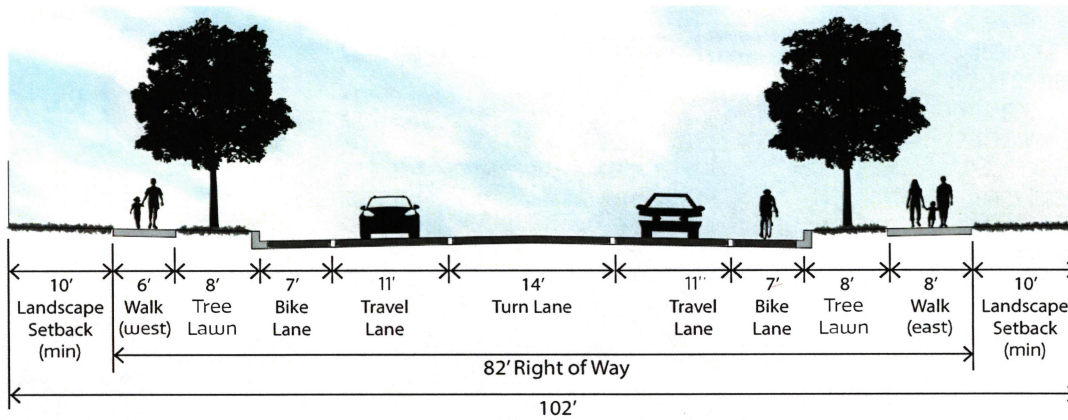 10'
Landscape
Setback
(min)
6'
Walk
(west)
8'
Tree
Lawn
7'
Bike
Lane
11'
Travel
Lane
14'
Turn Lane
11'
Travel
Lane
7'
Bike
Lane
8'
Tree
Lawn
8'
Walk
(east)
10'
Landscape
Setback
(min)
82' Right of Way
102'